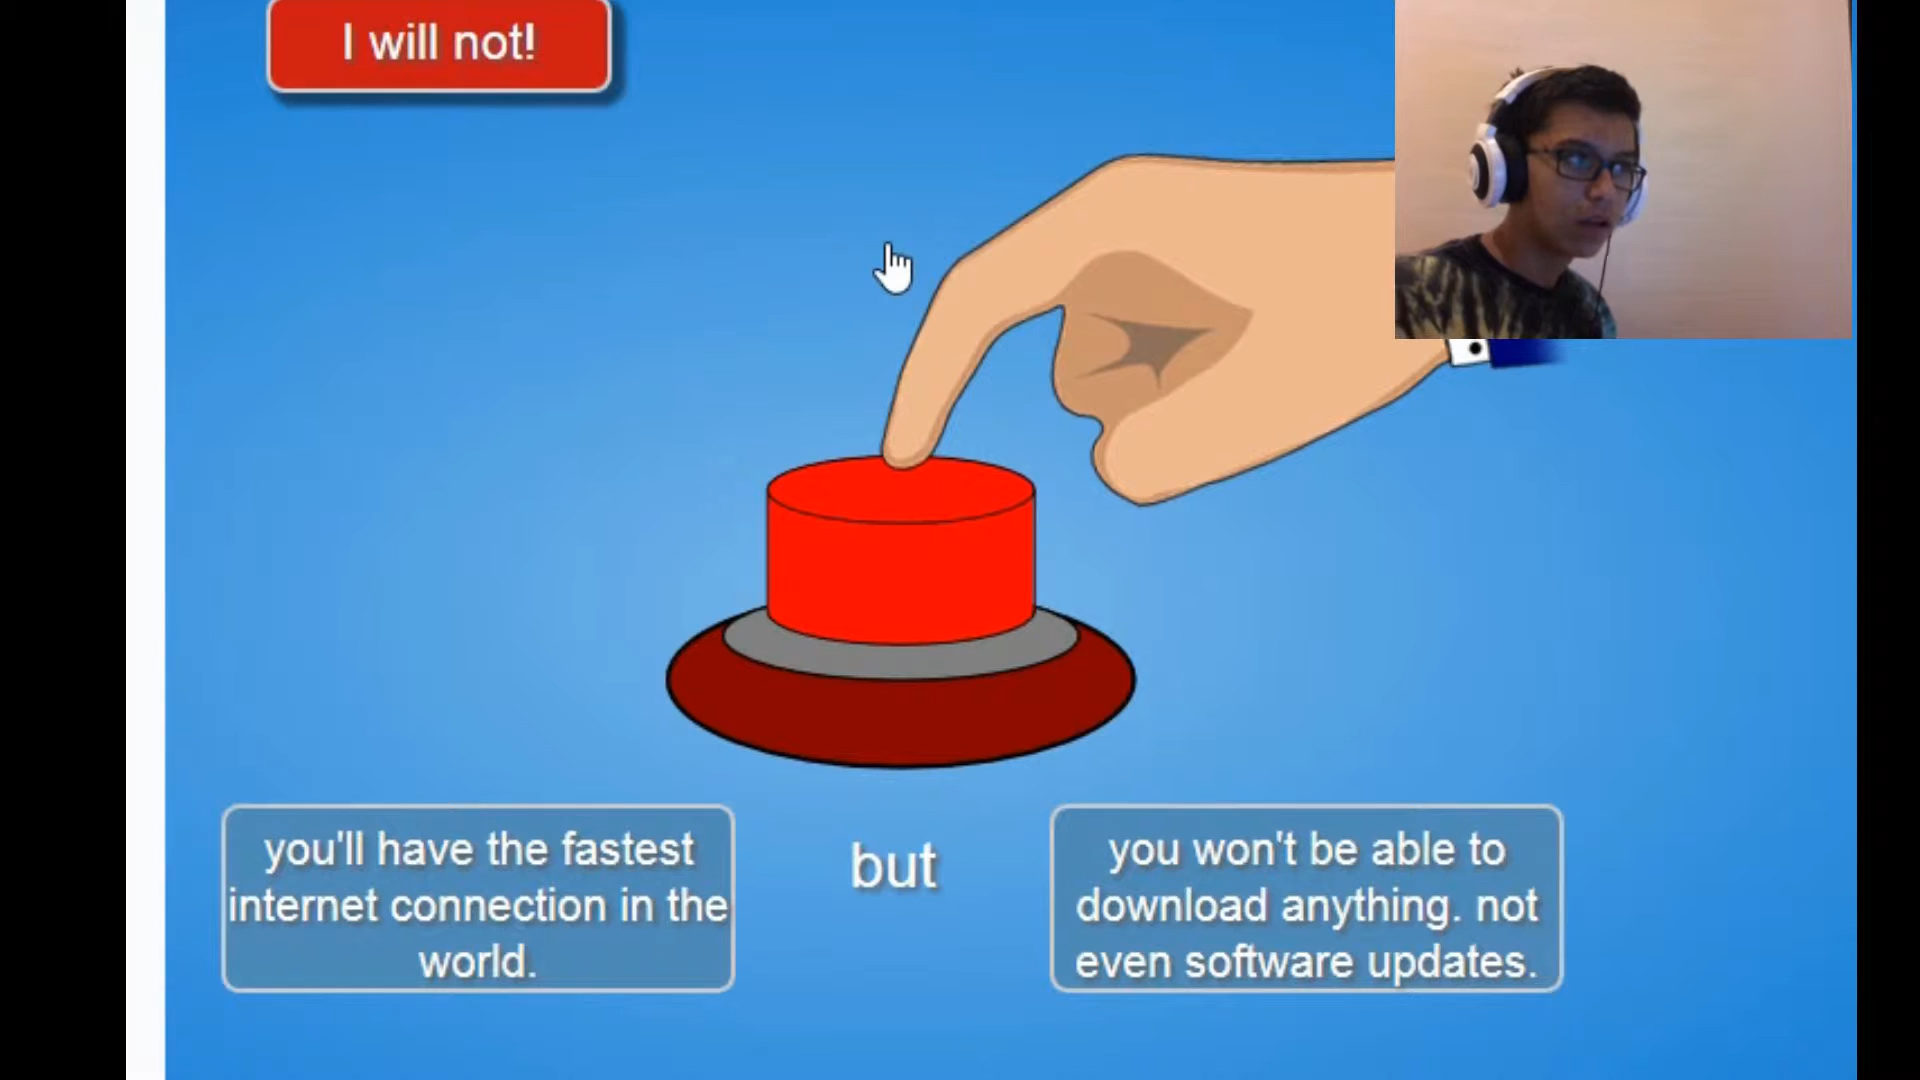 I will not!
you'll have the fastest
internet connection in the
world.
but
you won't be able to
download anything. not
even software updates.